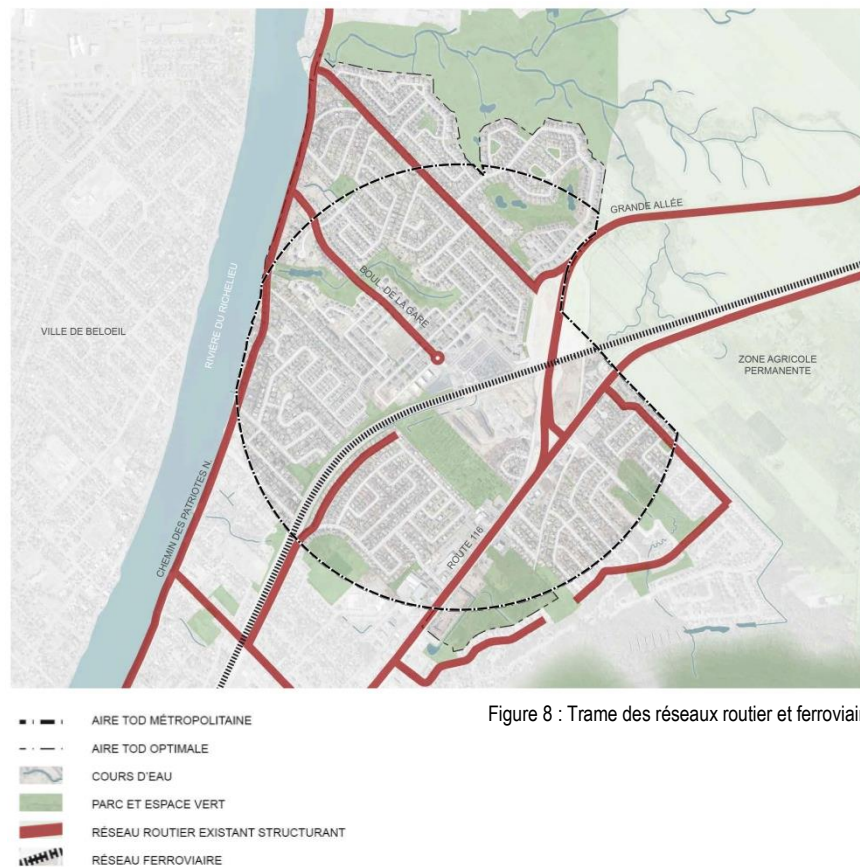 GRANDE ALLÉE
BOUL. DE LA GARE
RIVIÈRE DU RICHELIEU
VILLE DE BELOEIL
ZONE AGRICOLE
PERMANENTE
CHEMIN DES PATRIOTES N.
ROUTE 116
Figure 8 : Trame des réseaux routier et ferroviair
AIRE TOD MÉTROPOLITAINE
AIRE TOD OPTIMALE
COURS D'EAU
PARC ET ESPACE VERT
RÉSEAU ROUTIER EXISTANT STRUCTURANT
RÉSEAU FERROVIAIRE